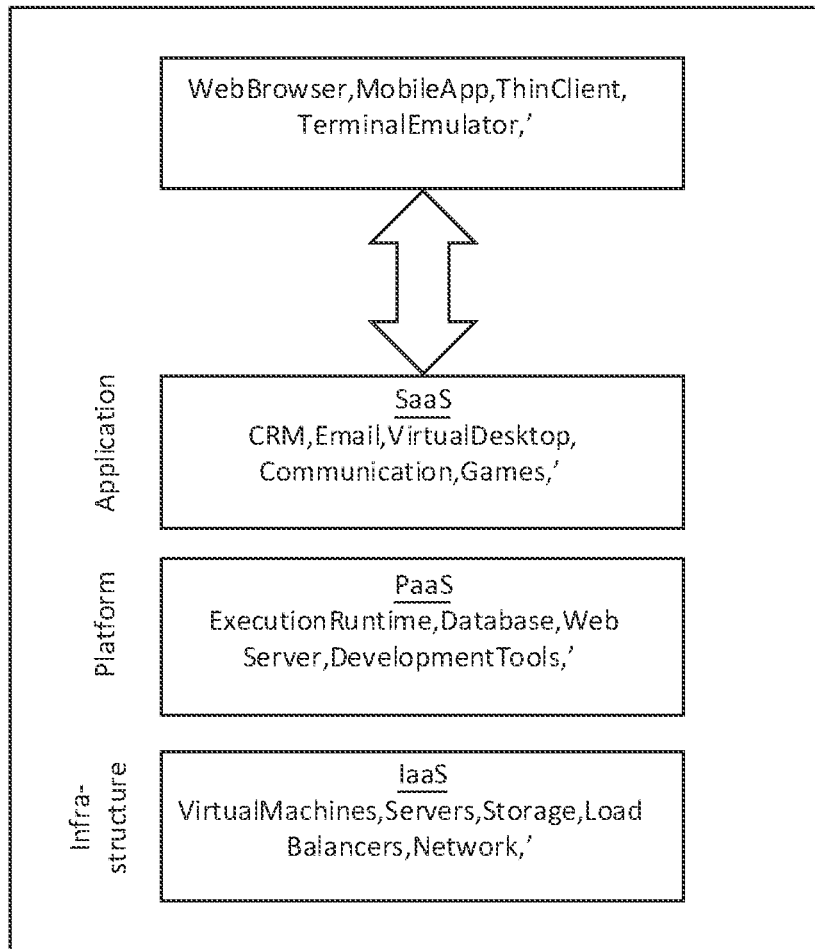 WebBrowser,MobileApp,ThinClient,
TerminalEmulator,’
Application
SaaS
CRM,Email,VirtualDesktop,
Communication,Games,’
Platform
PaaS
ExecutionRuntime,Database,Web
Server,DevelopmentTools,’
Infra-
structure
IaaS
VirtualMachines,Servers,Storage,Load
Balancers,Network,’